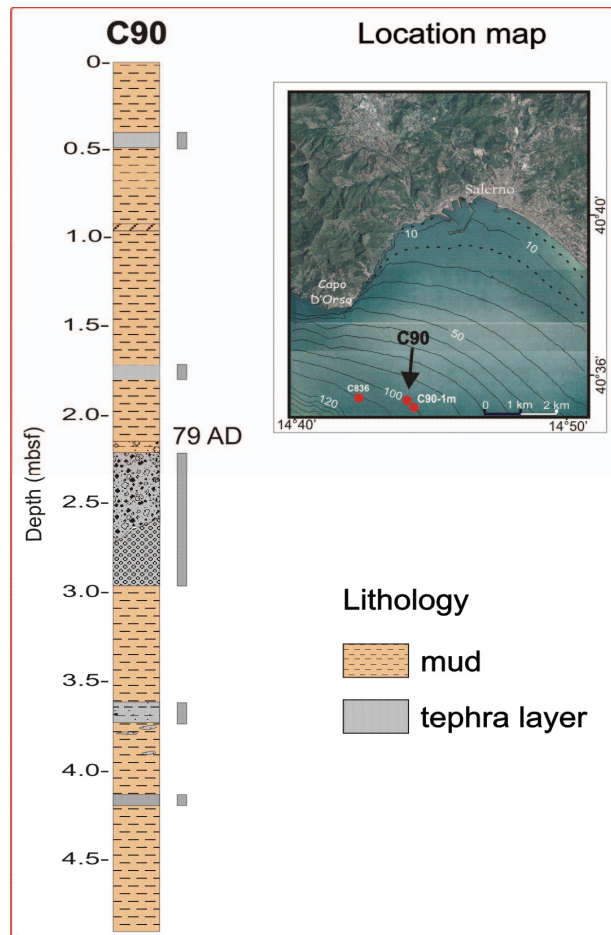 C90
Location map
0
0.5
1.0
1.5
2.0
2.5
3.0
3.5
4.0
4.5
Depth (mbsf)
79 AD
Salerno
10
10
Capo
D'Orso
50
C90
C836
100
C90-1m
120
0 1 km 2 km
40°40'
40°36'
14°40'
14°50'
Lithology
mud
tephra layer